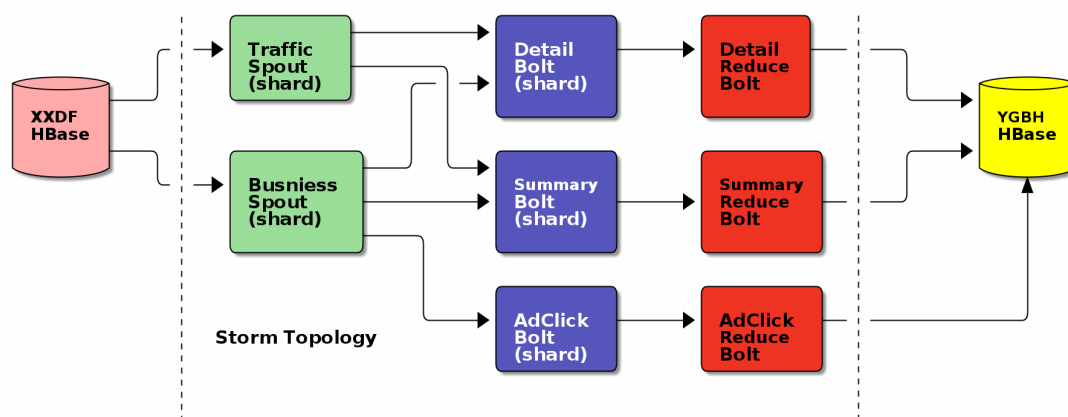 XXDF
HBase
Traffic
Spout
(shard)
Busniess
Spout
(shard)
Detail
Bolt
(shard)
Summary
Bolt
(shard)
AdClick
Bolt
(shard)
Detail
Reduce
Bolt
Summary
Reduce
Bolt
AdClick
Reduce
Bolt
YGBH
HBase
Storm Topology